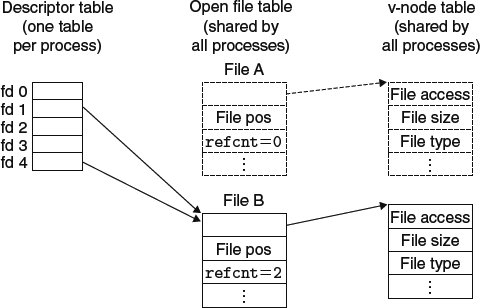 Descriptor table
(one table
per process)
Open file table
(shared by
all processes)
v-node table
(shared by
all processes)
fd 0
fd 1
fd 2
fd 3
fd 4
File A
File pos
refcnt=0
⋮
File access
File size
File type
⋮
File B
File pos
refcnt=2
⋮
File access
File size
File type
⋮